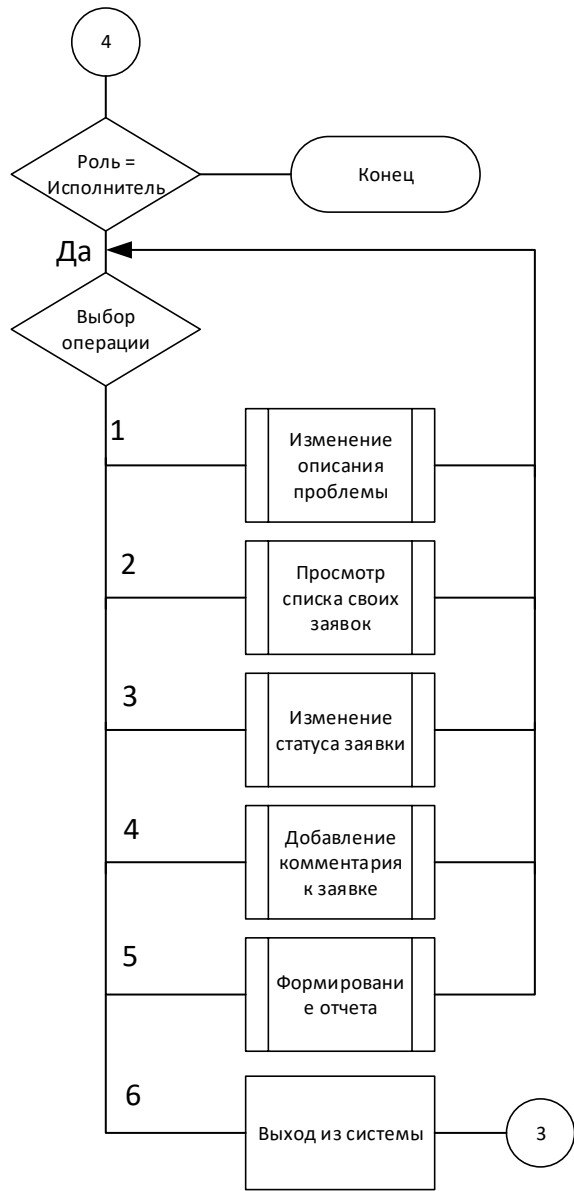 4
Роль =
Исполнитель
Конец
Да
Выбор
операции
1
Изменение
описания
проблемы
2
Просмотр
списка своих
заявок
3
Изменение
статуса заявки
4
Добавление
комментария
к заявке
5
Формировани
е отчета
6
Выход из системы
3